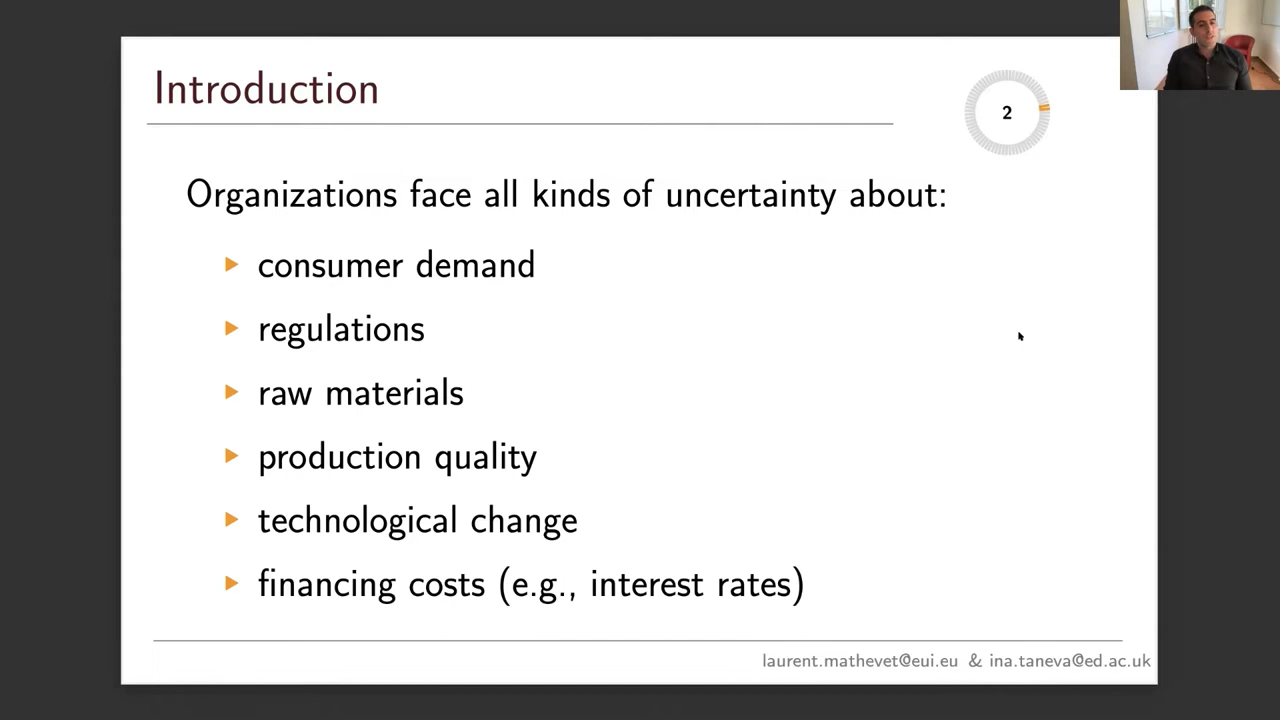 Introduction
2
Organizations face all kinds of uncertainty about:
consumer demand
regulations
raw materials
production quality
technological change
financing costs (e.g., interest rates)
laurent.mathevet@eui.eu & ina.taneva@ed.ac.uk